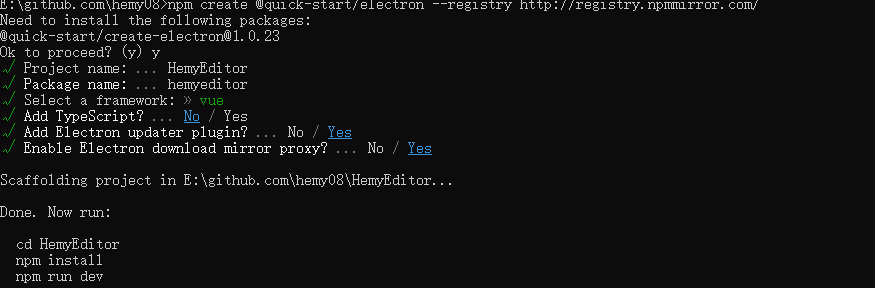 E:\github.com\hemy08>npm create @quick-start/electron --registry http://registry.npmmirror.com/
Need to install the following packages:
@quick-start/create-electron@1.0.23
Ok to proceed? (y) y
√ Project name: ... HemyEditor
√ Package name: ... hemyeditor
√ Select a framework: » vue
√ Add TypeScript? ... No / Yes
√ Add Electron updater plugin? ... No / Yes
√ Enable Electron download mirror proxy? ... No / Yes
Scaffolding project in E:\github.com\hemy08\HemyEditor...
Done. Now run:
cd HemyEditor
npm install
npm run dev